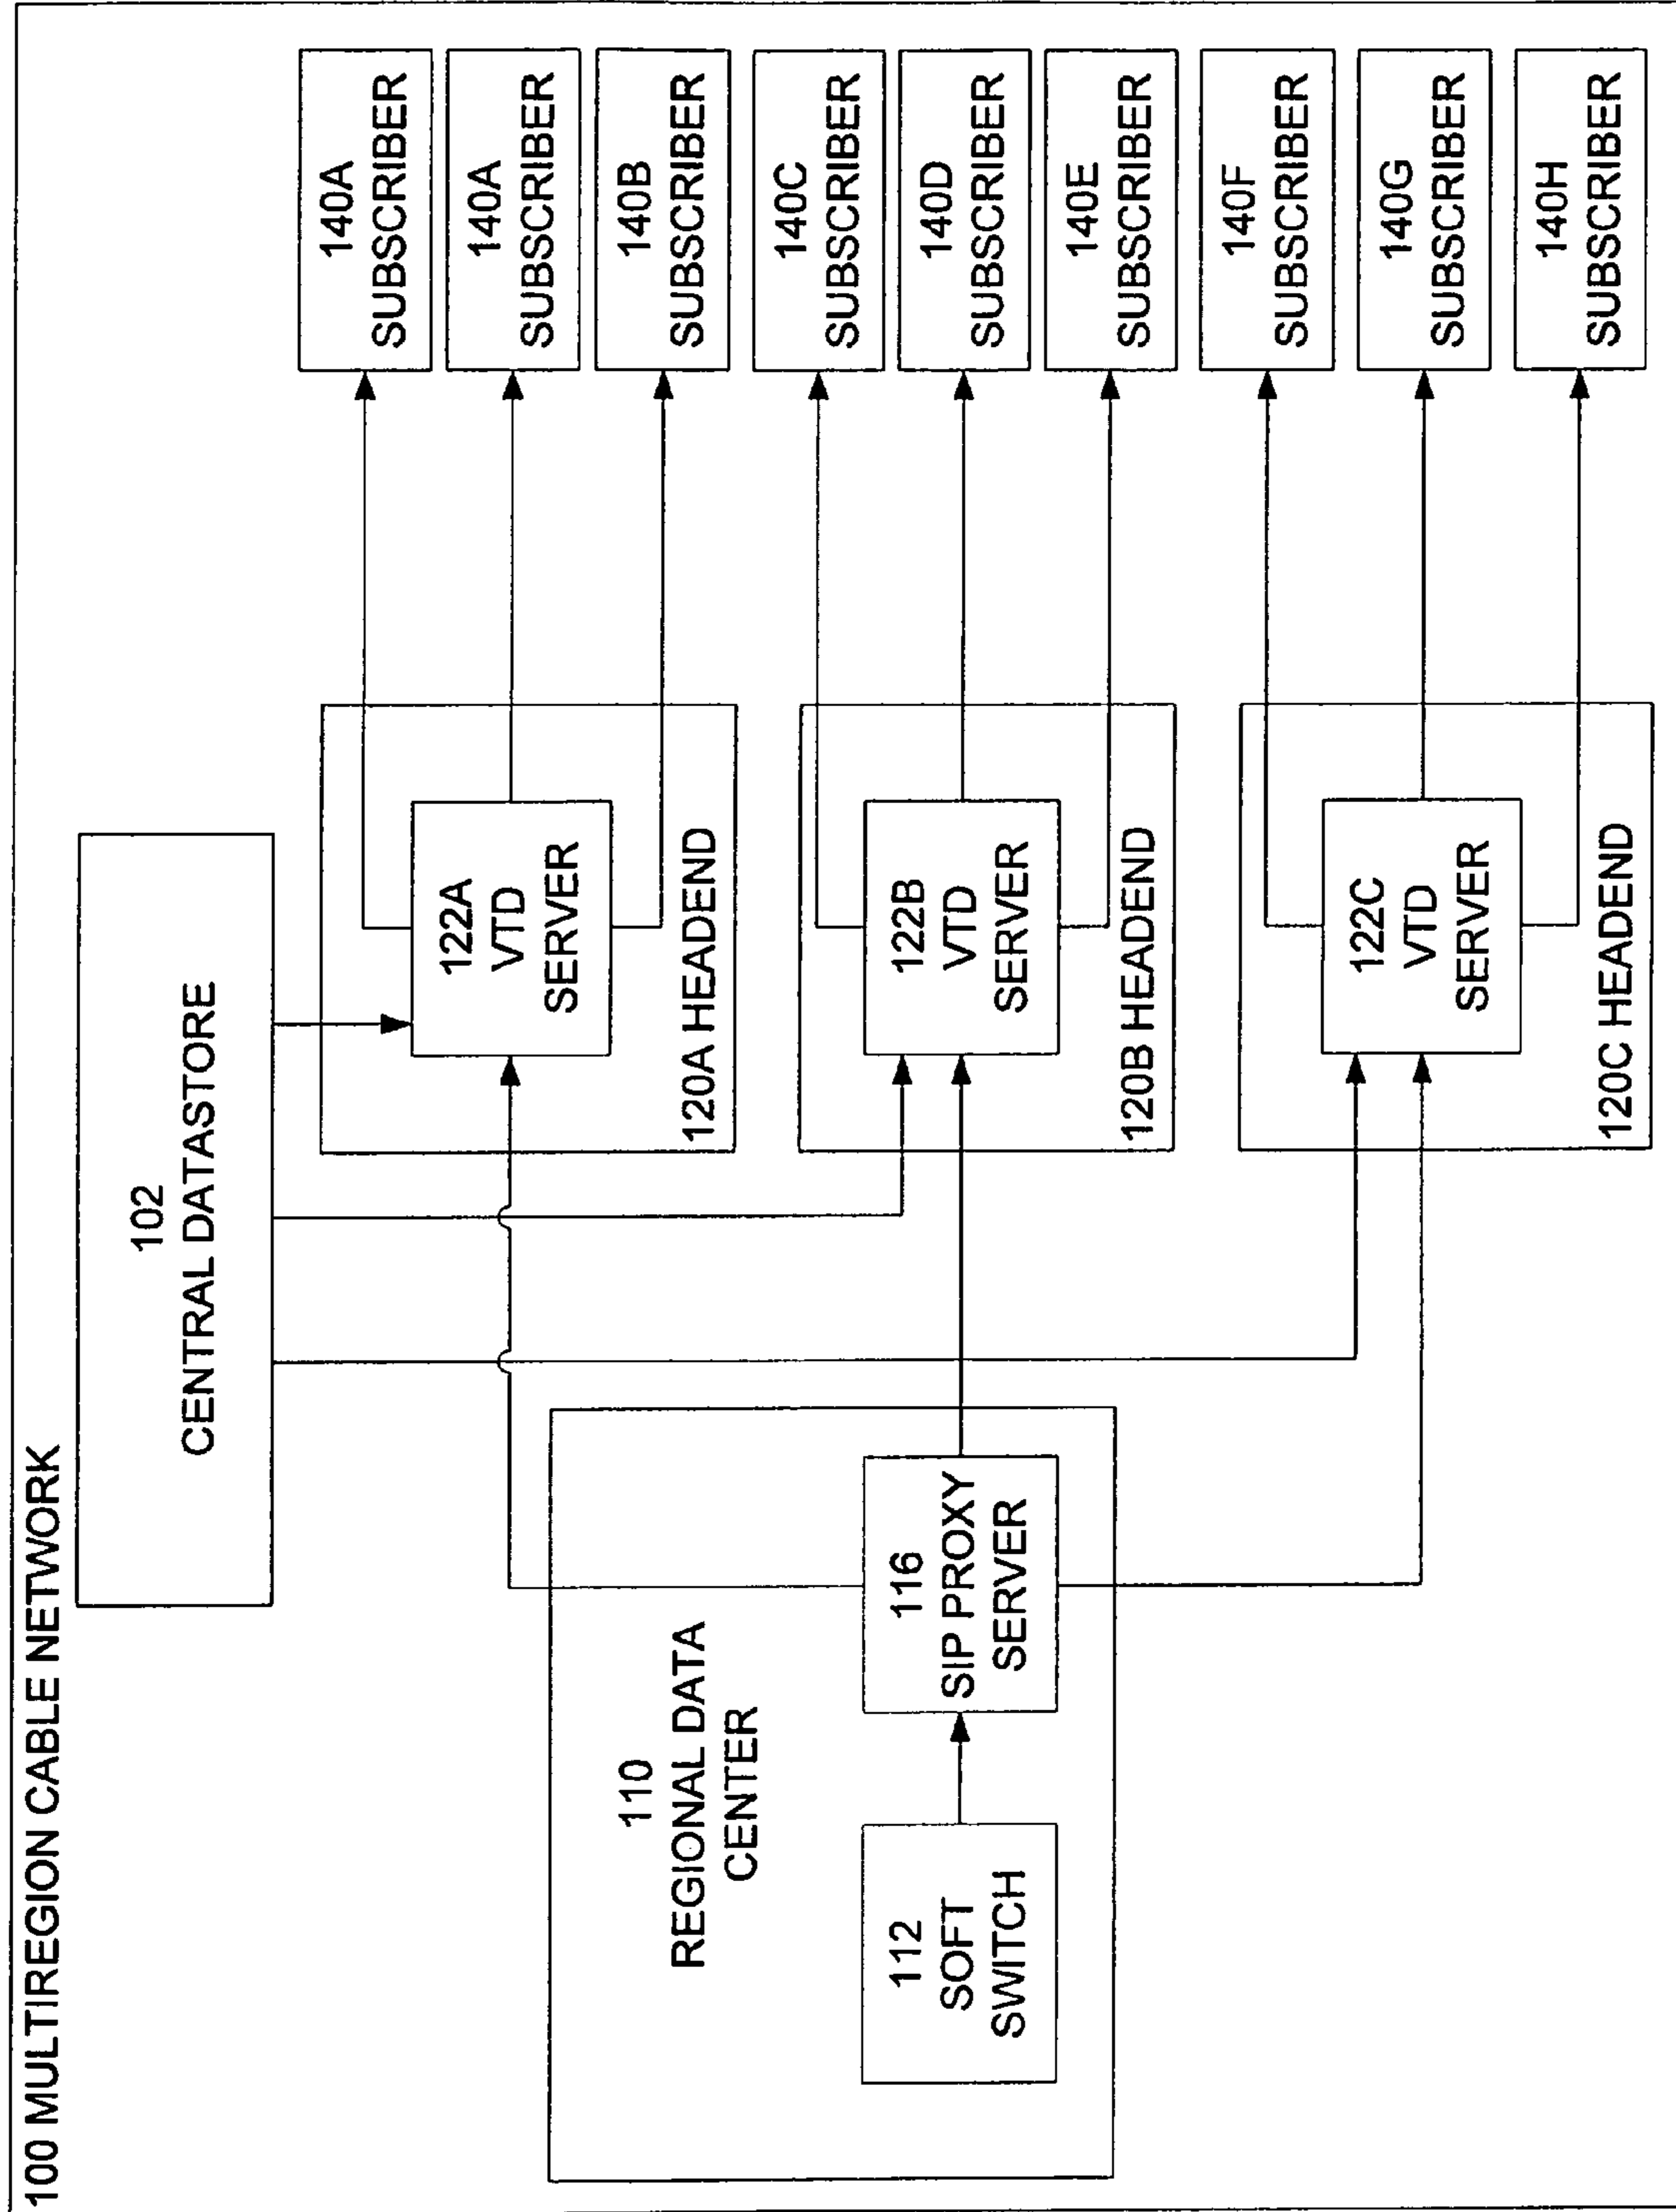 100 MULTIREGION CABLE NETWORK
102
CENTRAL DATASTORE
110
REGIONAL DATA
CENTER
112
SOFT
SWITCH
116
SIP PROXY
SERVER
122A
VTD
SERVER
120A HEADEND
122B
VTD
SERVER
120B HEADEND
122C
VTD
SERVER
120C HEADEND
140A
SUBSCRIBER
140A
SUBSCRIBER
140B
SUBSCRIBER
140C
SUBSCRIBER
140D
SUBSCRIBER
140E
SUBSCRIBER
140F
SUBSCRIBER
140G
SUBSCRIBER
140H
SUBSCRIBER